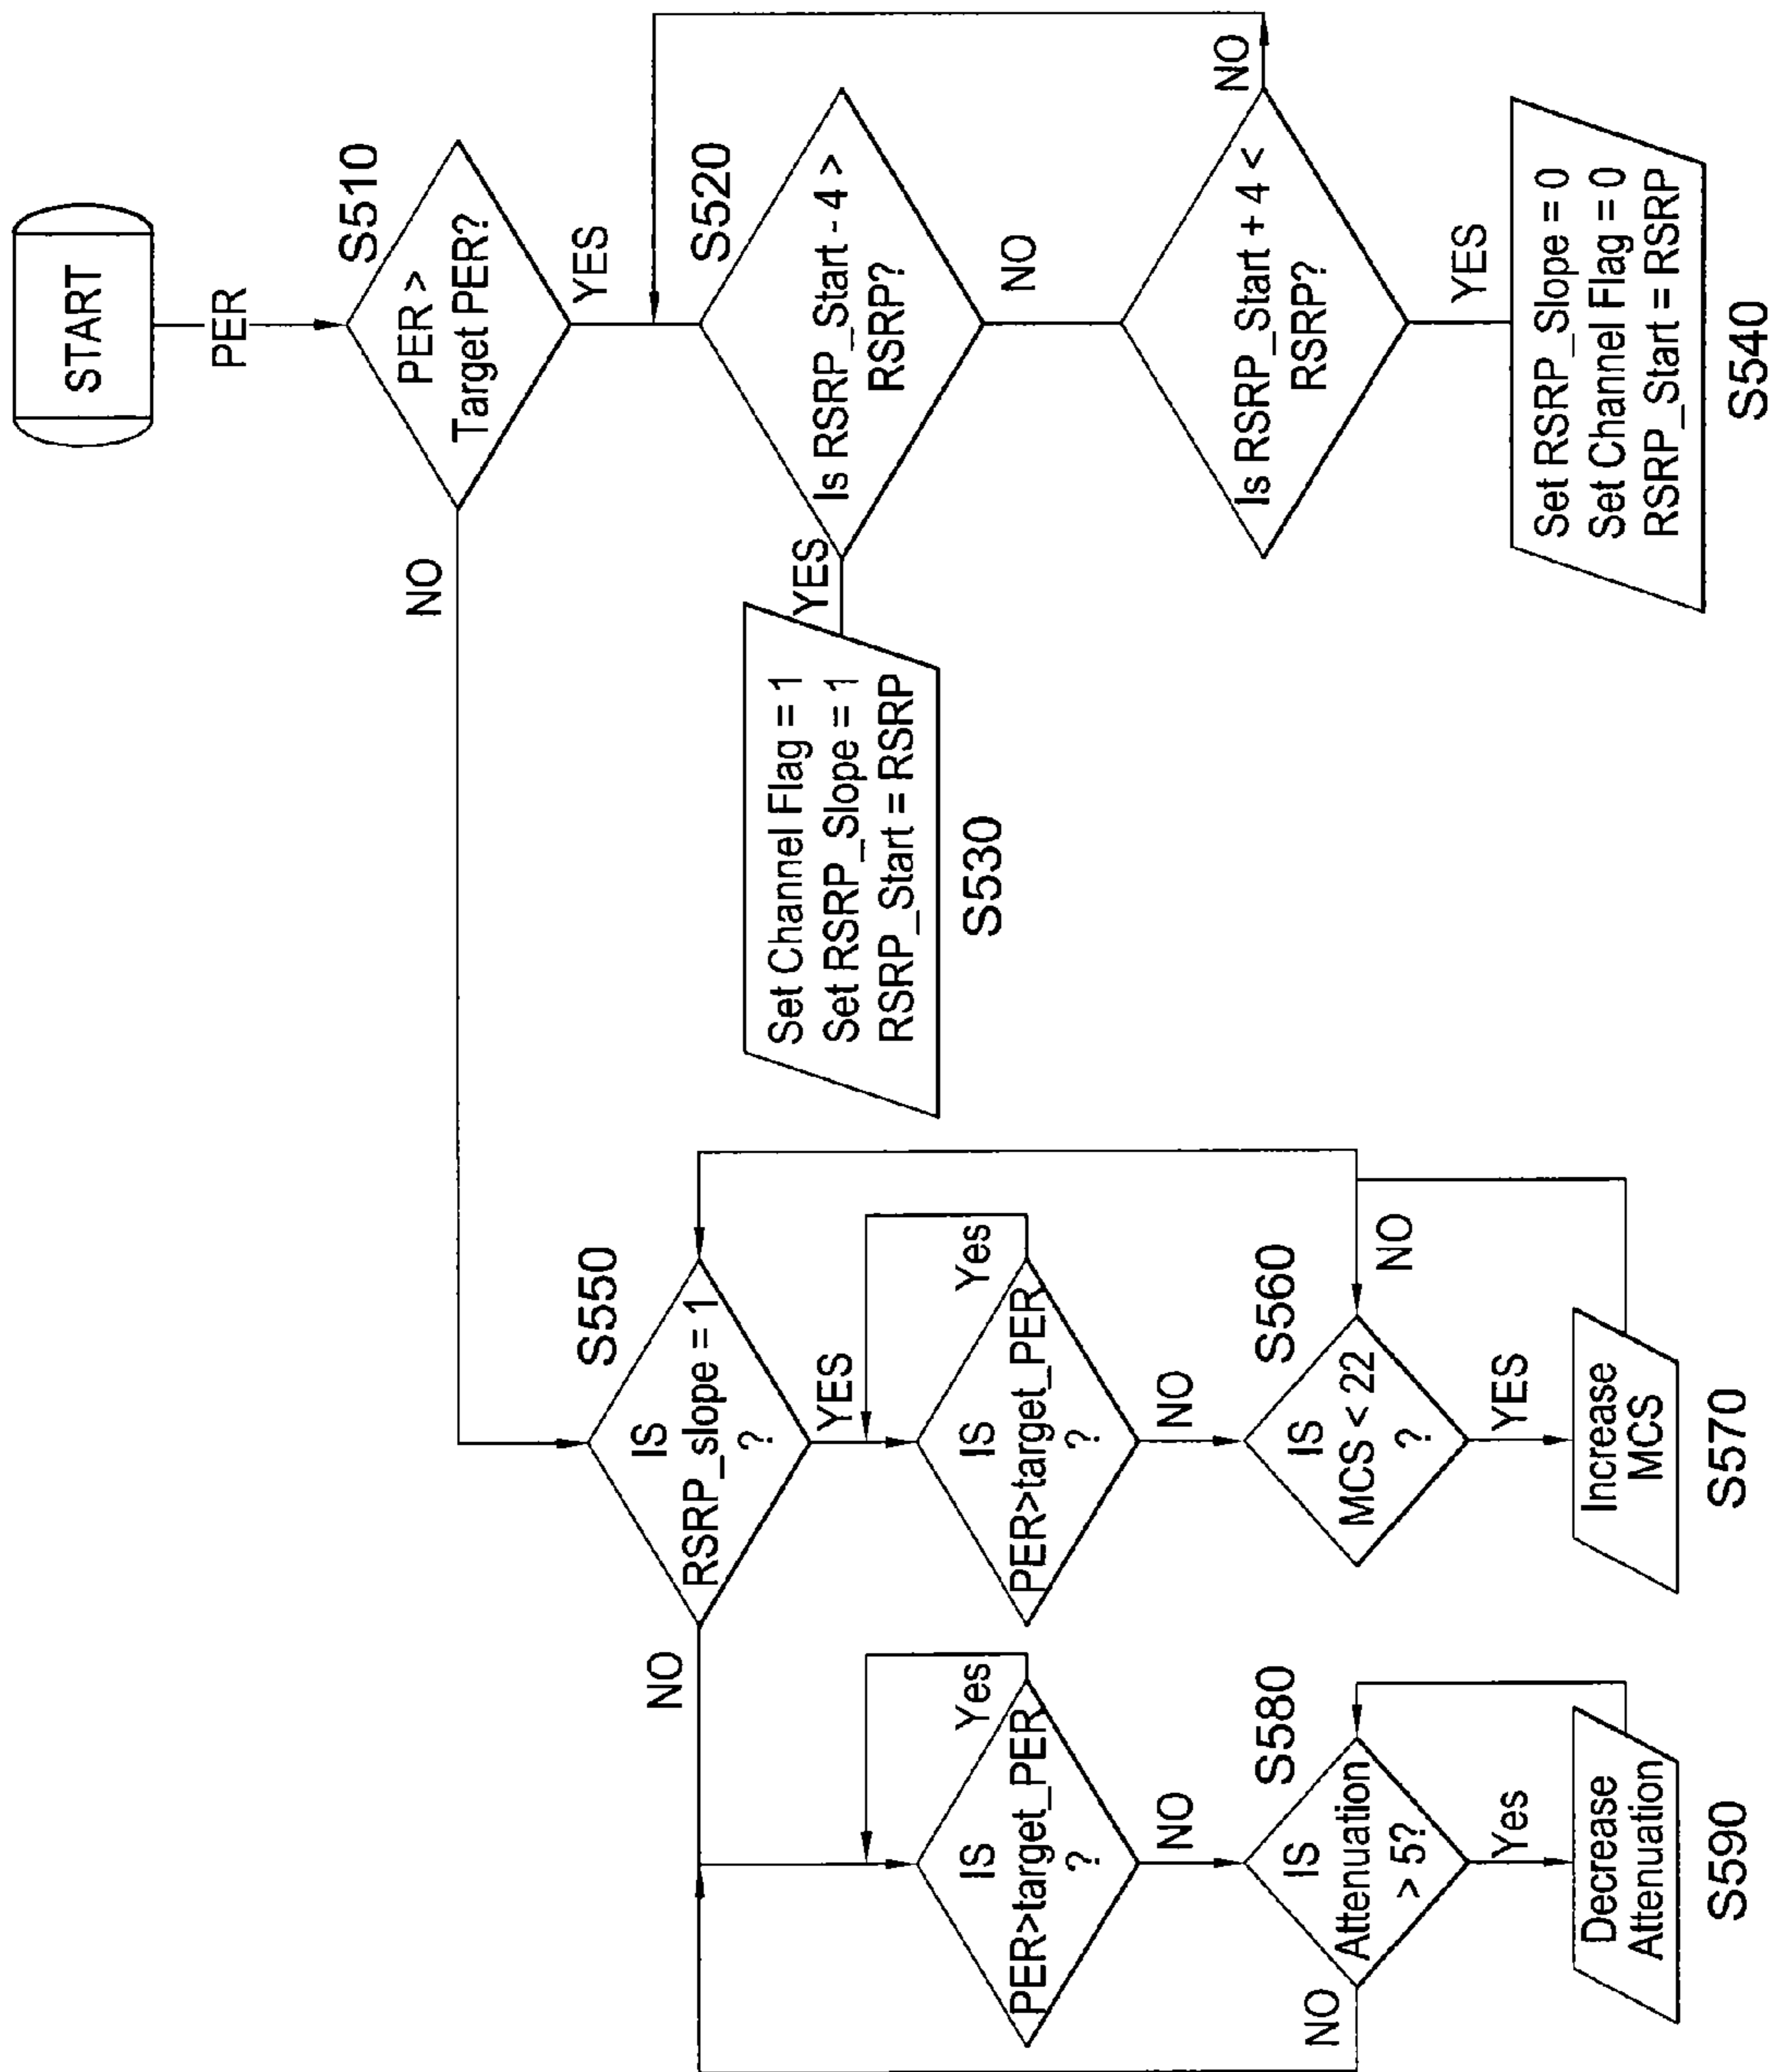 START
PER
S510
PER >
Target PER?
NO
YES
S520
Is RSRP_Start - 4 >
RSRP?
YES
NO
Set Channel Flag = 1
Set RSRP_Slope = 1
RSRP_Start = RSRP
S530
Is RSRP_Start + 4 <
RSRP?
NO
YES
Set RSRP_Slope = 0
Set Channel Flag = 0
RSRP_Start = RSRP
S540
S550
IS
RSRP_slope = 1
?
NO
YES
IS
PER>target_PER
?
Yes
NO
S560
IS
MCS < 22
?
NO
YES
Increase
MCS
S570
IS
PER>target_PER
?
Yes
NO
S580
IS
Attenuation
> 5?
NO
Yes
Decrease
Attenuation
S590